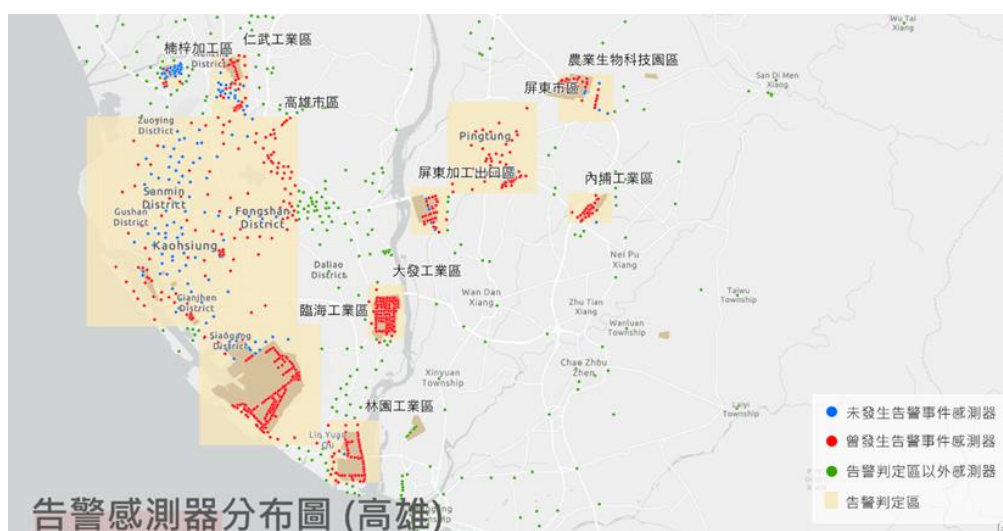 仁武工業區
楠梓加工區
District
農業生物科技園區
屏東市區
Wu Tai
Xiang
San Di Men
Xiang
高雄市區
Zuoying
District
Pingtung
屏東加工出口區
內埔工業區
Sanmin
District
Gushan
District
Fongshan
District
Kaohsiung
Nei Pu
Xiang
Daliao
District
大發工業區
Wan Dan
Xiang
Taiwu
Township
Cianjhen
District
臨海工業區
Zhu Tian
Xiang
Wanluan
Township
Siaogang
District
Chao Zhou
Zhen
Xinyuan
Township
林園工業區
Laiyi
Township
Lin Yuan
Qu
未發生告警事件感測器
曾發生告警事件感測器
告警判定區以外感測器
告警判定區
告警感測器分布圖 (高雄)